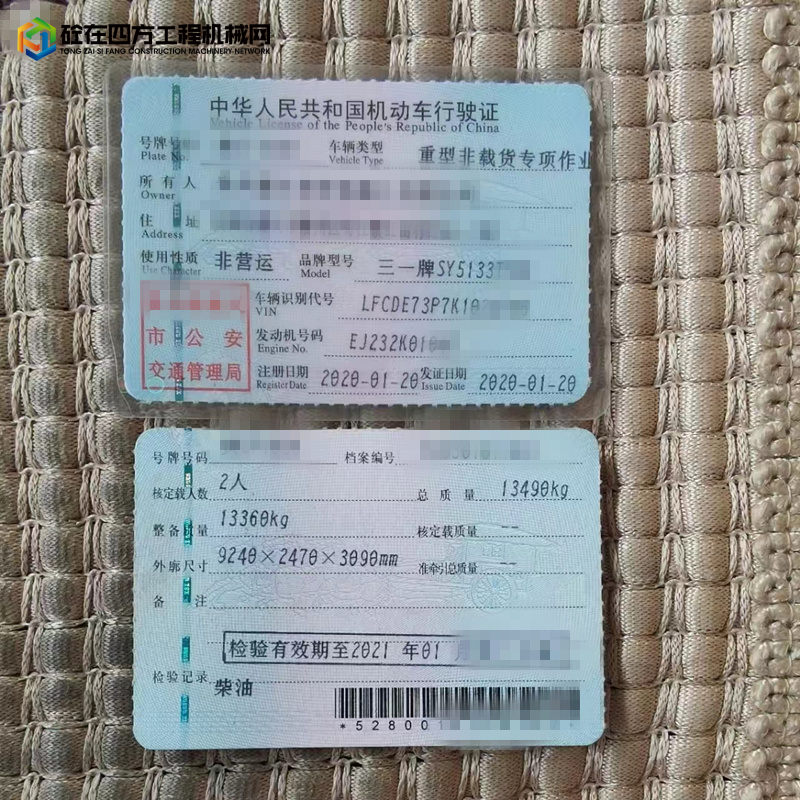 砼在四方工程机械网
TONG ZAI SI FANG CONSTRUCTION MACHINERY NETWORK
中华人民共和国机动车行驶证
Vehicle License of the People's Republic of China
号牌号 车辆类型 重型非载货专项作业
Plate No. Vehicle Type
所有人
Owner
住址
Address
使用性质 非营运 品牌型号 三一牌SY5133
Use Character Model
市公安
交通管理局
车辆识别代号 LFCDE73P7K10
VIN
发动机号码 EJ232K010
Engine No.
注册日期 2020-01-20 发证日期 2020-01-20
Register Date Issue Date
号牌号码 档案编号
核定载人数 2人 总质量 13490kg
整备质量 13360kg 核定载质量 --
外廓尺寸 9240×2470×3090mm 准牵引总质量 --
备注
检验有效期至2021 年01
检验记录 柴油
*52800